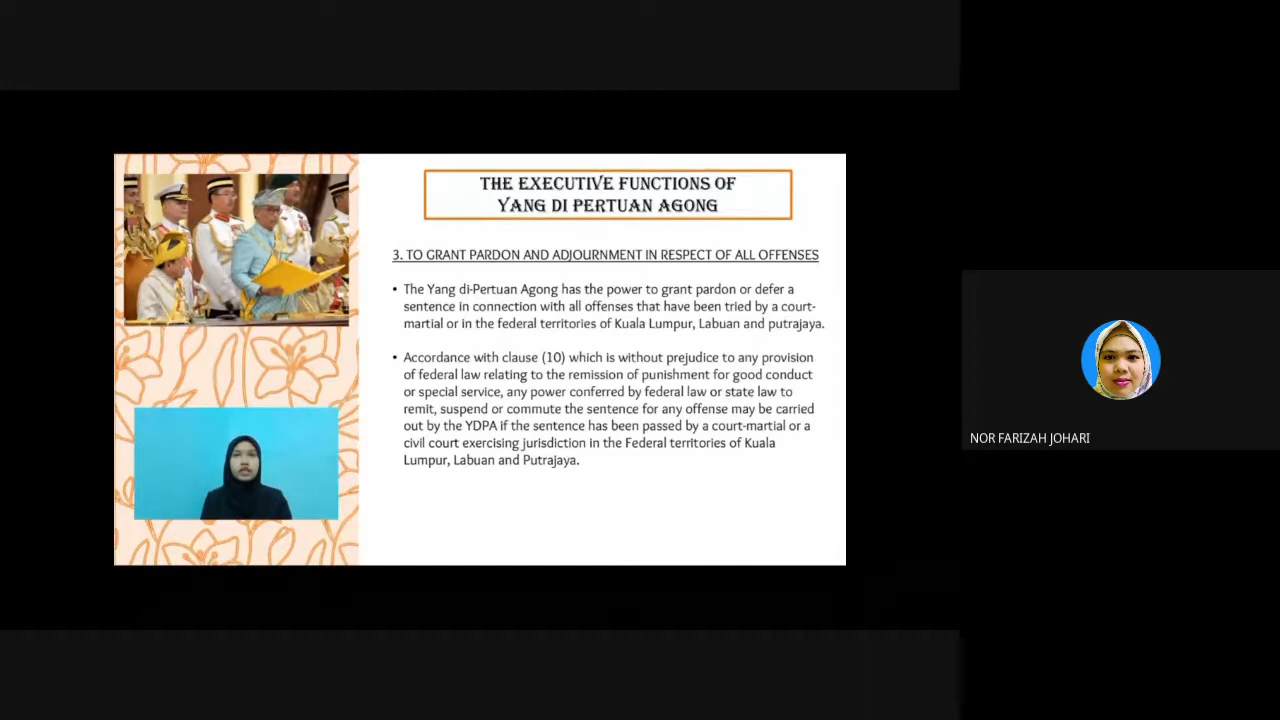 THE EXECUTIVE FUNCTIONS OF
YANG DI PERTUAN AGONG
3. TO GRANT PARDON AND ADJOURNMENT IN RESPECT OF ALL OFFENSES
• The Yang di-Pertuan Agong has the power to grant pardon or defer a
sentence in connection with all offenses that have been tried by a court-
martial or in the federal territories of Kuala Lumpur, Labuan and putrajaya.
• Accordance with clause (10) which is without prejudice to any provision
of federal law relating to the remission of punishment for good conduct
or special service, any power conferred by federal law or state law to
remit, suspend or commute the sentence for any offense may be carried
out by the YDPA if the sentence has been passed by a court-martial or a
civil court exercising jurisdiction in the Federal territories of Kuala
Lumpur, Labuan and Putrajaya.
NOR FARIZAH JOHARI